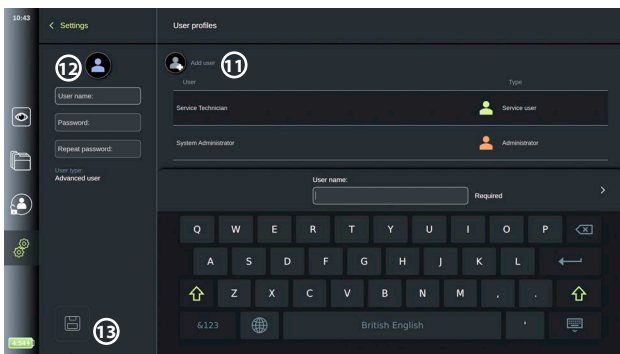 10:43
Settings
User profiles
12
Add user
11
User
Type
User name:
Service Technician
Service user
Password:
System Administrator
Administrator
Repeat password:
User type:
Advanced user
User name:
Required
Q W E R T Y U I O P
A S D F G H J K L
Z X C V B N M , .
&123
British English
'
13